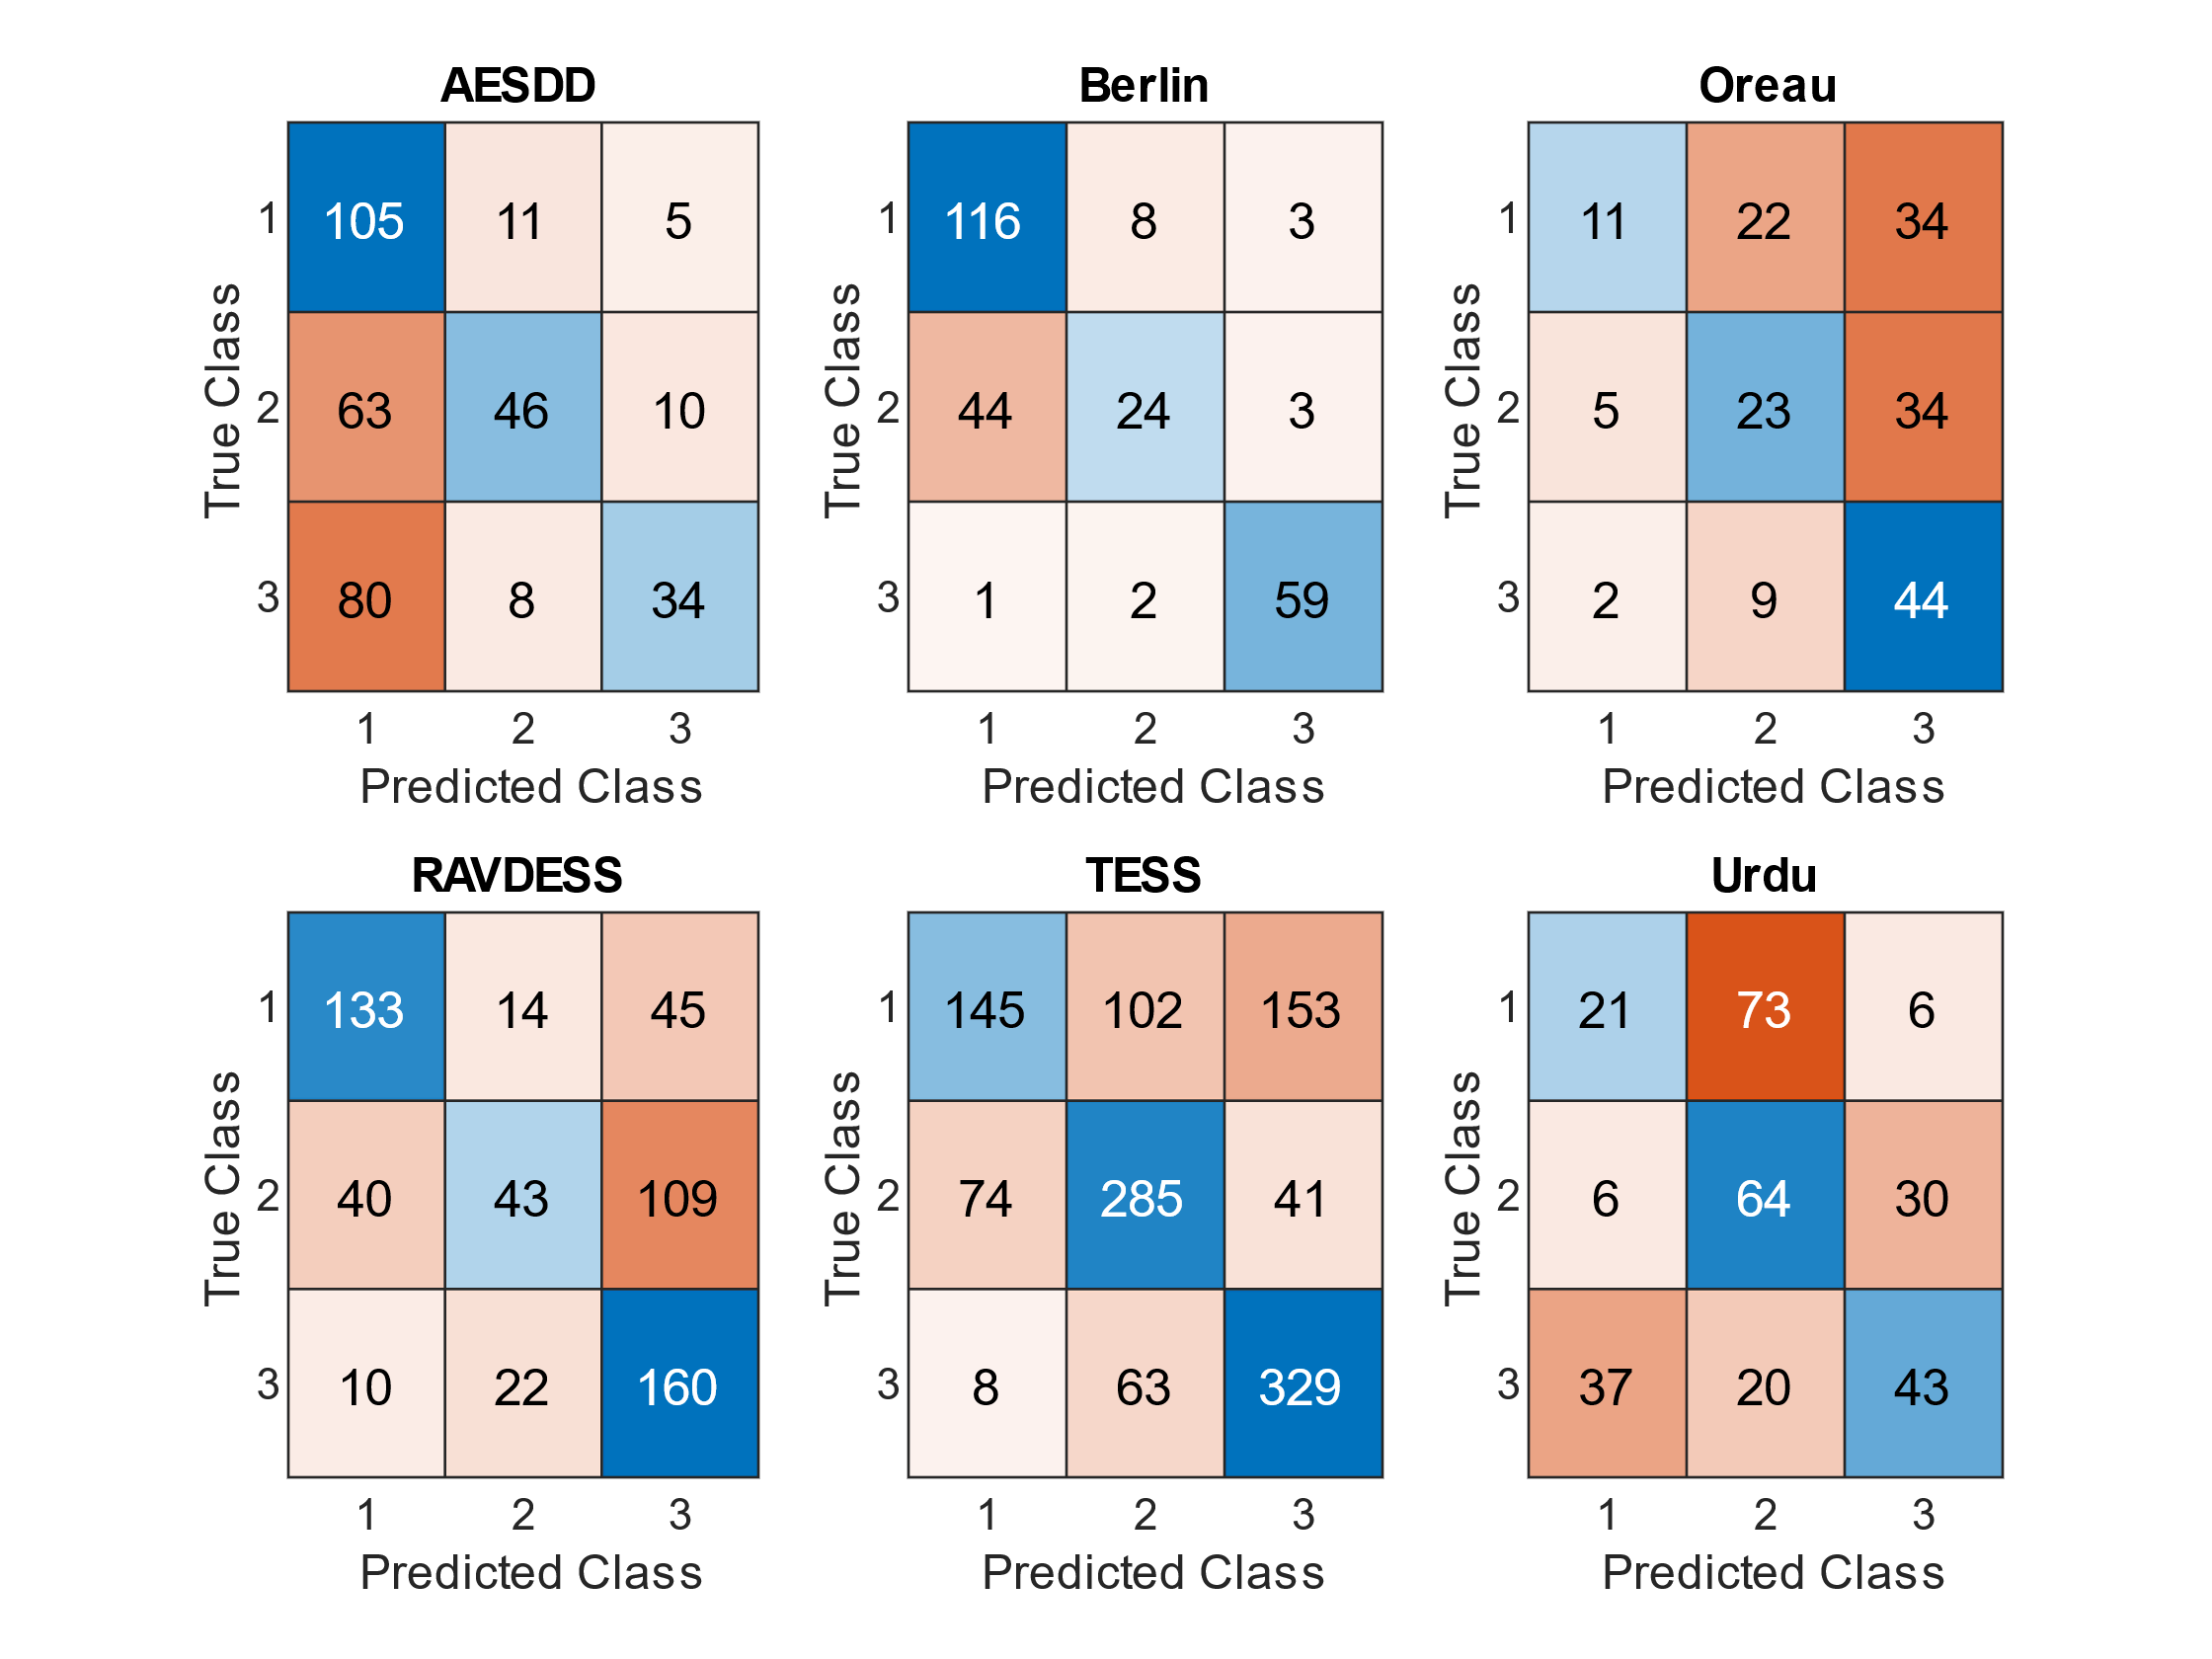 AESDD Berlin Oreau
1 105 11 5 1 116 8 3 1 11 22 34
True Class True Class True Class
2 63 46 10 2 44 24 3 2 5 23 34
3 80 8 34 3 1 2 59 3 2 9 44
1 2 3 1 2 3 1 2 3
Predicted Class Predicted Class Predicted Class
RAVDESS TESS Urdu
1 133 14 45 1 145 102 153 1 21 73 6
True Class True Class True Class
2 40 43 109 2 74 285 41 2 6 64 30
3 10 22 160 3 8 63 329 3 37 20 43
1 2 3 1 2 3 1 2 3
Predicted Class Predicted Class Predicted Class